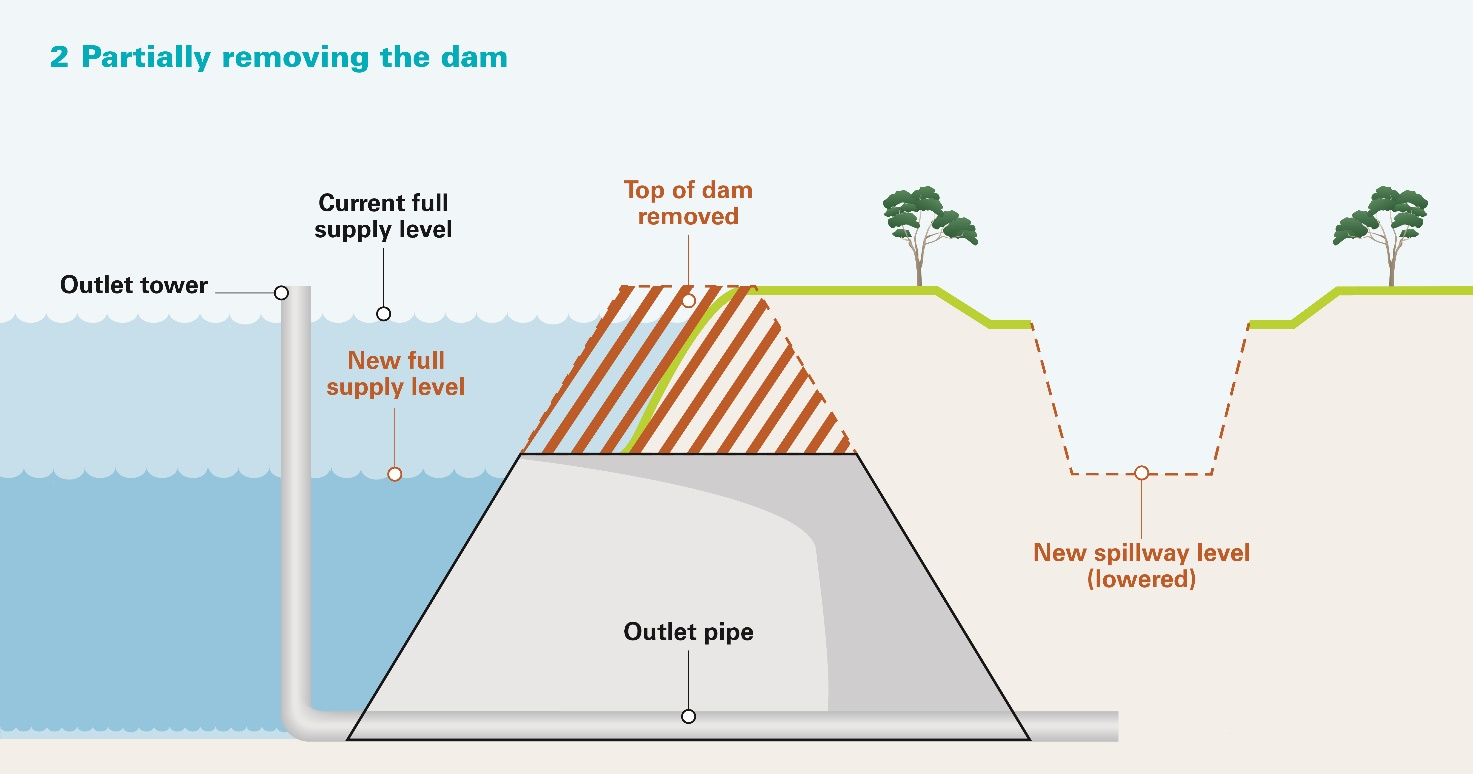 2 Partially removing the dam
Top of dam
removed
Current full
supply level
Outlet tower
New full
supply level
New spillway level
(lowered)
Outlet pipe